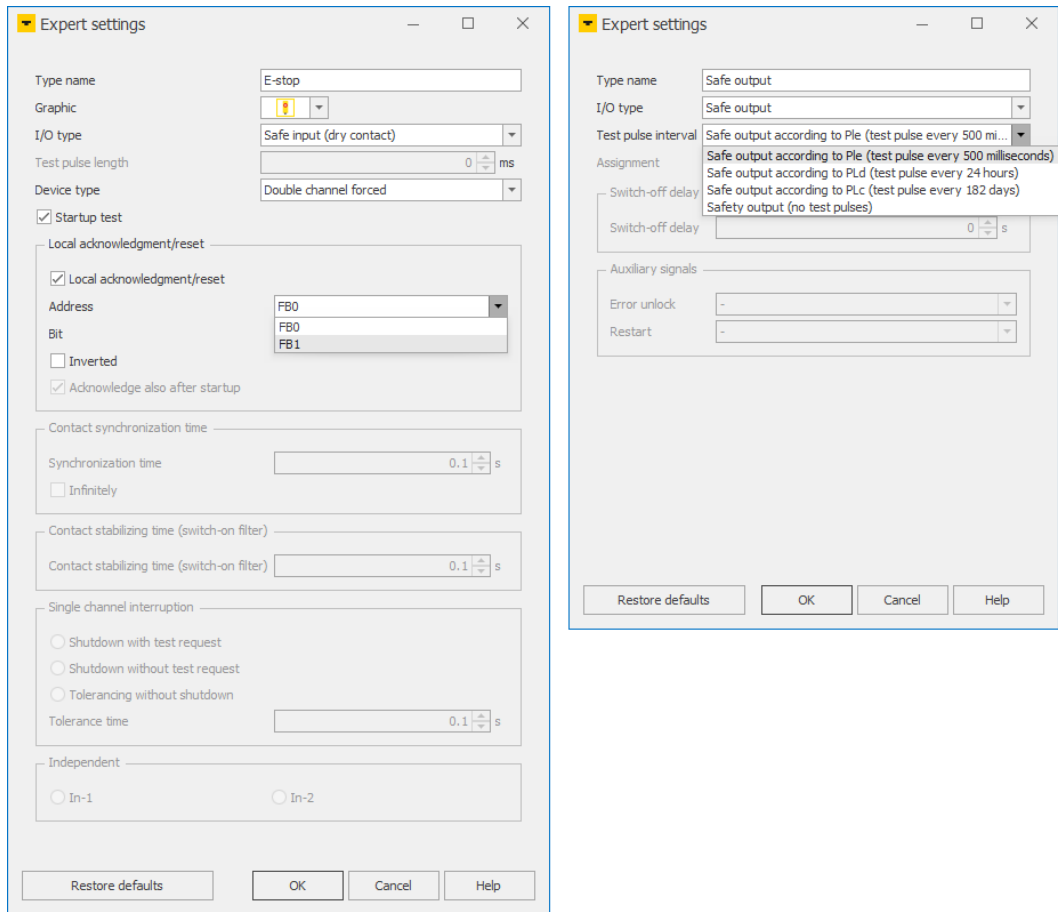 Expert settings
Type name E-stop
Graphic
I/O type Safe input (dry contact)
Test pulse length 0 ms
Device type Double channel forced
Startup test
Local acknowledgment/reset
Local acknowledgment/reset
Address FB0
FB0
Bit
FB1
Inverted
Acknowledge also after startup
Contact synchronization time
Synchronization time 0.1 s
Infinitely
Contact stabilizing time (switch-on filter)
Contact stabilizing time (switch-on filter) 0.1 s
Single channel interruption
Shutdown with test request
Shutdown without test request
Tolerancing without shutdown
Tolerance time 0.1 s
Independent
In-1 In-2
Restore defaults OK Cancel Help
Expert settings
Type name Safe output
I/O type Safe output
Test pulse interval Safe output according to Ple (test pulse every 500 mi...
Safe output according to Ple (test pulse every 500 milliseconds)
Assignment
Safe output according to PLd (test pulse every 24 hours)
Safe output according to PLc (test pulse every 182 days)
Switch-off delay
Safety output (no test pulses)
Switch-off delay 0 s
Auxiliary signals
Error unlock -
Restart -
Restore defaults OK Cancel Help